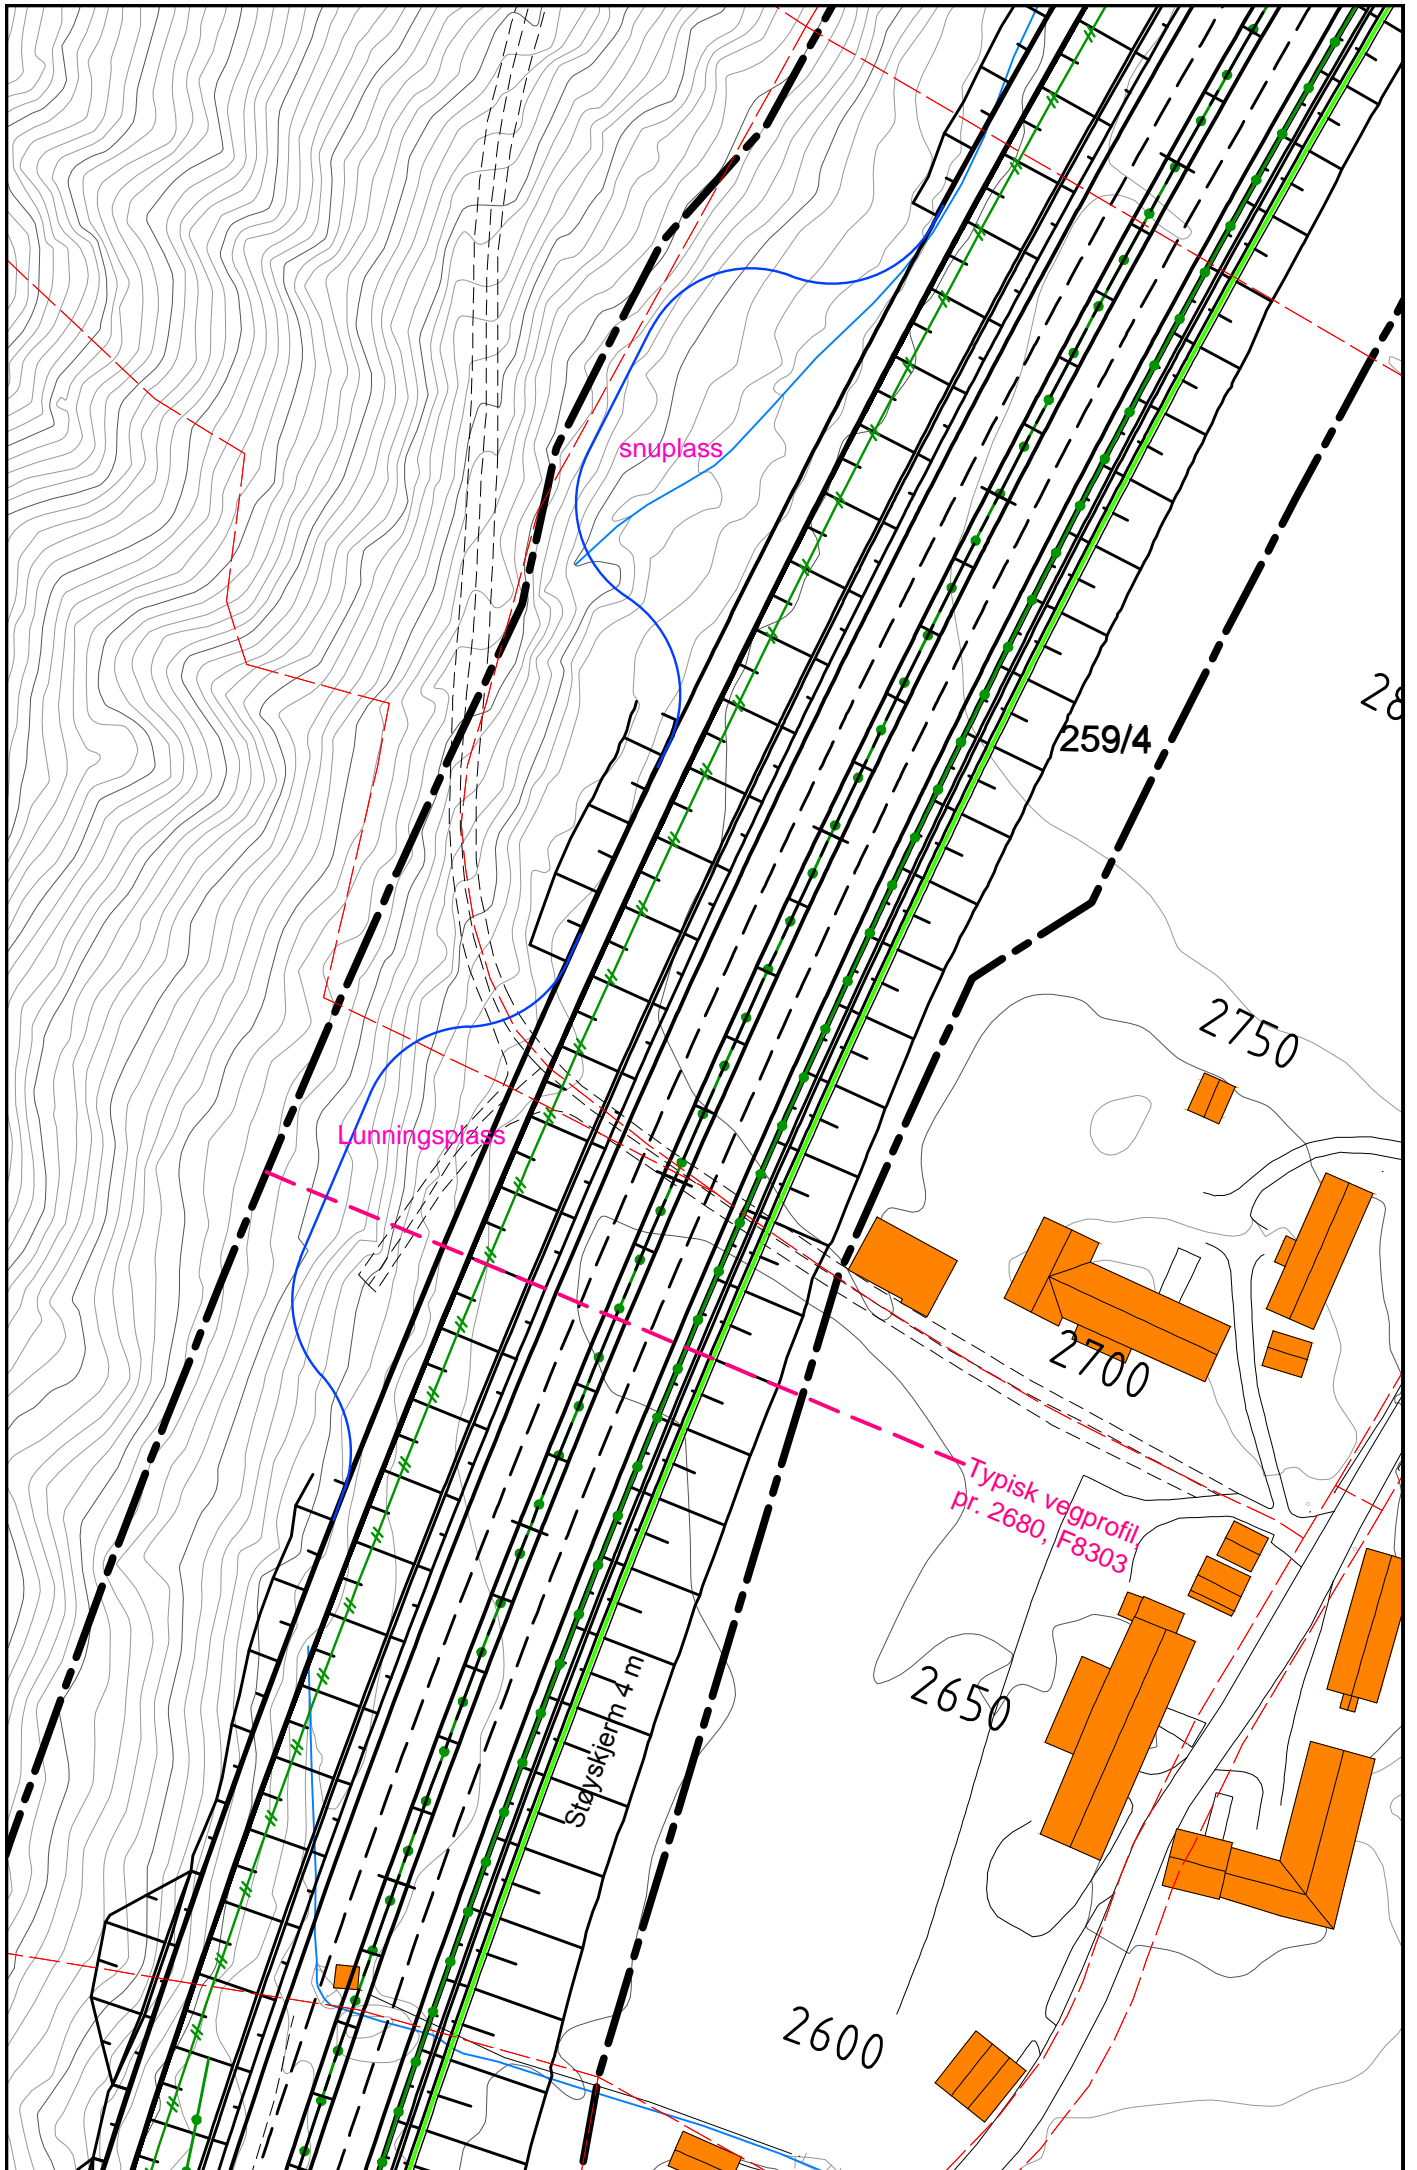 snuplass
28
259/4
2750
Lunningsplass
2700
Typisk vegprofil,
pr. 2680, F8303
Støyskjerm 4 m
2650
2600